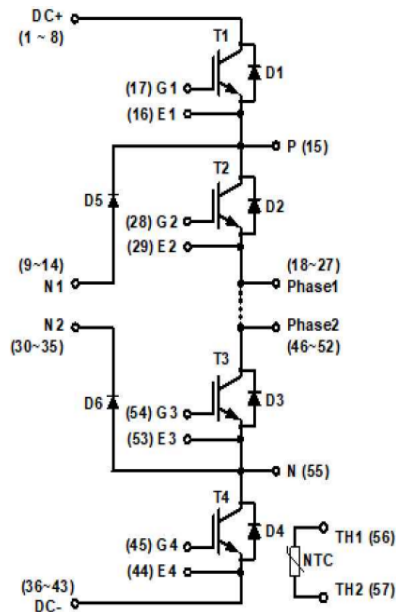 DC+
(1 ~ 8)
T1
D1
(17) G1
(16) E1
P (15)
T2
D5
D2
(28) G2
(29) E2
(9~14)
N1
(18~27)
Phase1
N2
(30~35)
Phase2
(46~52)
T3
D6
D3
(54) G3
(53) E3
N (55)
T4
D4
(45) G4
(44) E4
(36~43)
DC-
TH1 (56)
NTC
TH2 (57)